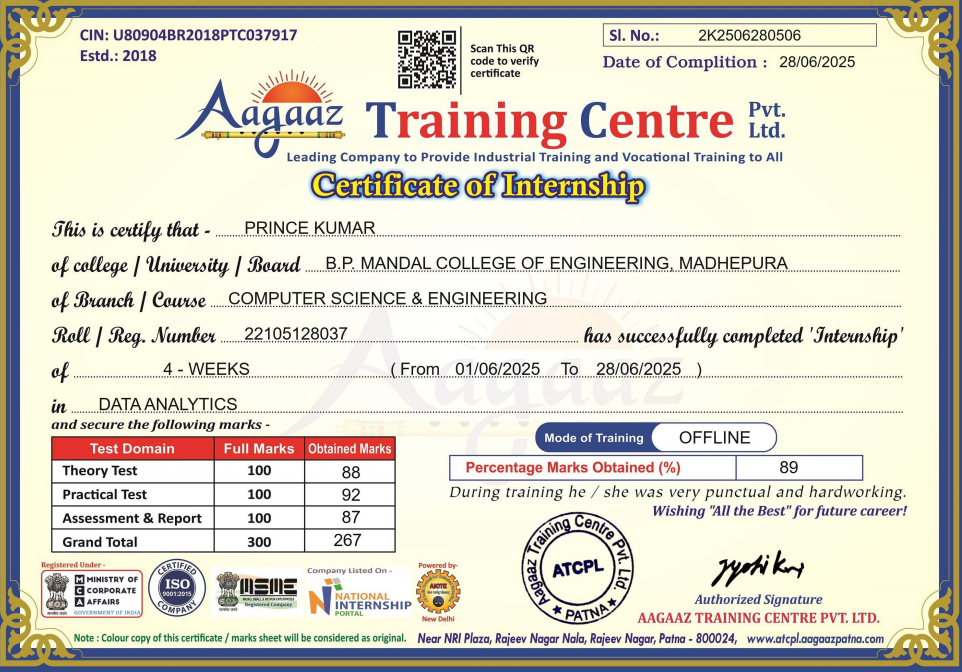 CIN: U80904BR2018PTC037917
Estd.: 2018
Scan This QR
code to verify
certificate
Sl. No.: 2K2506280506
Date of Complition : 28/06/2025
Aagaaz Training Centre Pvt. Ltd.
Leading Company to Provide Industrial Training and Vocational Training to All
Certificate of Internship
This is certify that - PRINCE KUMAR
of college / University / Board B.P. MANDAL COLLEGE OF ENGINEERING, MADHEPURA
of Branch / Course COMPUTER SCIENCE & ENGINEERING
Roll / Reg. Number 22105128037 has successfully completed 'Internship'
of 4 - WEEKS ( From 01/06/2025 To 28/06/2025 )
in DATA ANALYTICS
and secure the following marks -
Test Domain Full Marks Obtained Marks
Theory Test 100 88
Practical Test 100 92
Assessment & Report 100 87
Grand Total 300 267
Mode of Training OFFLINE
Percentage Marks Obtained (%) 89
During training he / she was very punctual and hardworking.
Wishing "All the Best" for future career!
Registered Under -
MINISTRY OF
CORPORATE
AFFAIRS
GOVERNMENT OF INDIA
MCA
CERTIFIED
ISO
9001:2015
COMPANY
MSME
MICRO, SMALL & MEDIUM ENTERPRISES
Registered Company
Company Listed On -
NATIONAL
INTERNSHIP
PORTAL
Powered by-
AICTE
New Delhi
Aagaaz Training Centre Pvt. Ltd.
ATCPL
★ PATNA ★
Jyoti Kr
Authorized Signature
AAGAAZ TRAINING CENTRE PVT. LTD.
Note : Colour copy of this certificate / marks sheet will be considered as original.
Near NRI Plaza, Rajeev Nagar Nala, Rajeev Nagar, Patna - 800024, www.atcpl.aagaazpatna.com
Aagaaz